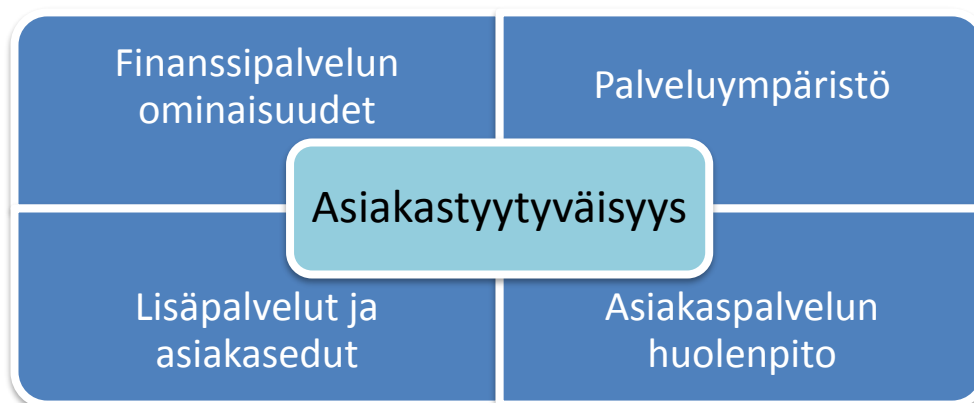 Finanssipalvelun
ominaisuudet
Palveluympäristö
Asiakastyytyväisyys
Lisäpalvelut ja
asiakasedut
Asiakaspalvelun
huolenpito